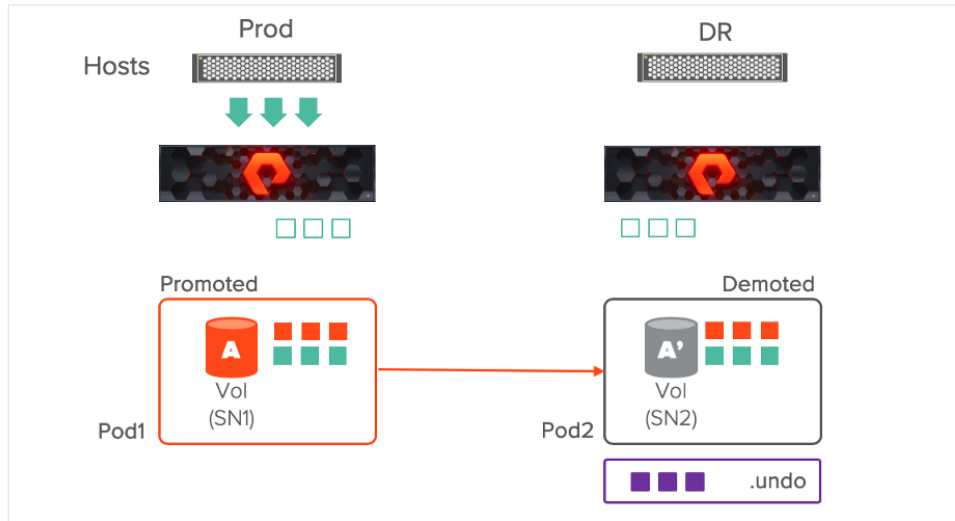 Prod
DR
Hosts
Promoted
Demoted
A
A’
Vol
(SN1)
Vol
(SN2)
Pod1
Pod2
.undo